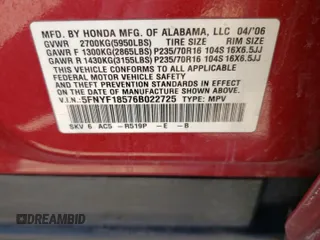 MFD. BY HONDA MFG. OF ALABAMA, LLC 04/'06
GVWR 2700KG(5950LBS) TIRE SIZE RIM SIZE
GAWR F 1300KG(2865LBS) P235/70R16 104S 16X6.5JJ
GAWR R 1430KG(3155LBS) P235/70R16 104S 16X6.5JJ
THIS VEHICLE CONFORMS TO ALL APPLICABLE FEDERAL
MOTOR VEHICLE SAFETY AND THEFT PREVENTION STANDARDS
IN EFFECT ON THE DATE OF MANUFACTURE SHOWN ABOVE.
V.I.N.: 5FNYF18576B022725 TYPE: MPV
SKV 6 ACS -R519P -E -B
DREAMBID